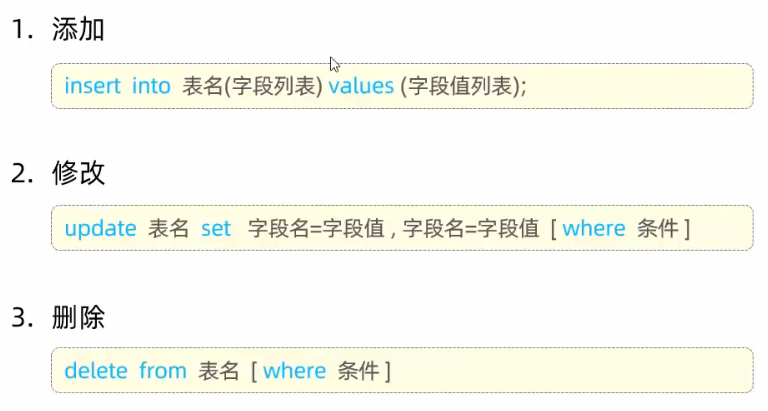 1. 添加
insert into 表名(字段列表) values (字段值列表);
2. 修改
update 表名 set 字段名=字段值 , 字段名=字段值 [ where 条件 ]
3. 删除
delete from 表名 [ where 条件 ]